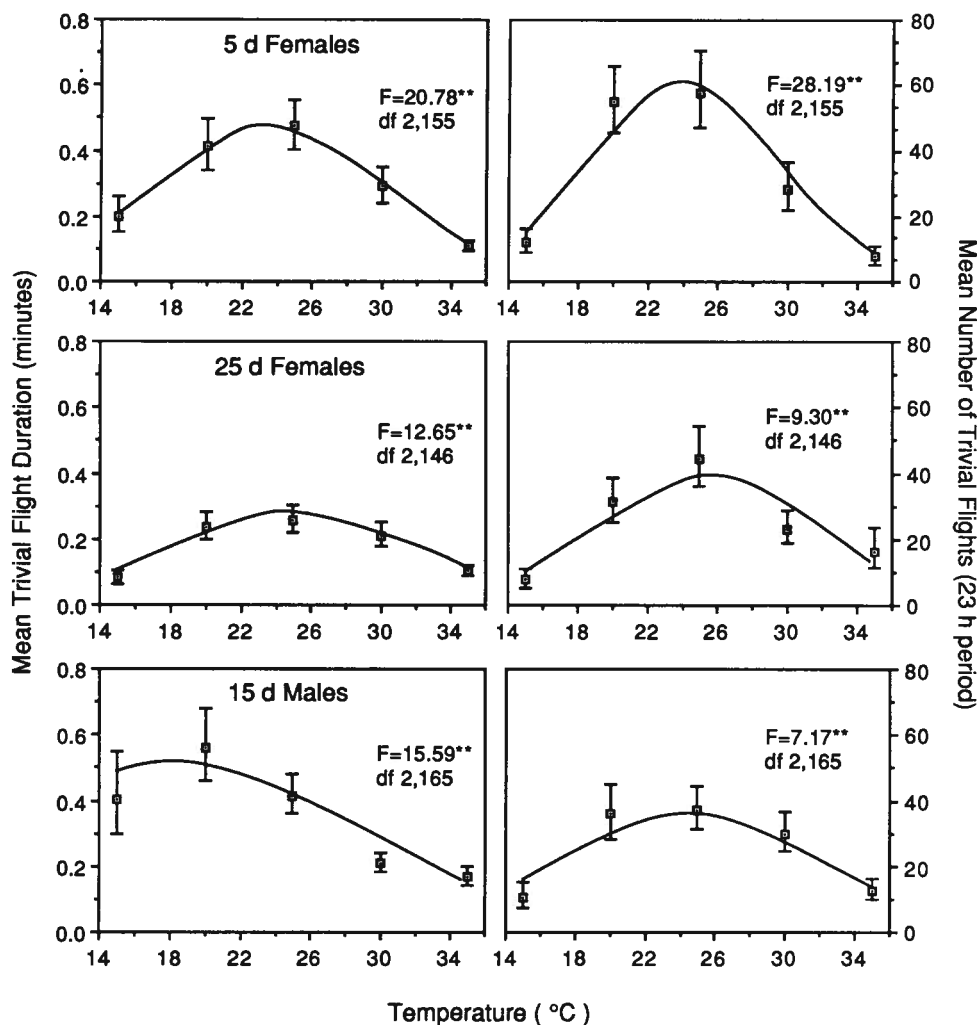 Mean Trivial Flight Duration (minutes)
Mean Number of Trivial Flights (23 h period)
5 d Females
F=20.78**
df 2,155
0.8
0.6
0.4
0.2
0.0
14 18 22 26 30 34
F=28.19**
df 2,155
80
60
40
20
0
14 18 22 26 30 34
25 d Females
F=12.65**
df 2,146
0.8
0.6
0.4
0.2
0.0
14 18 22 26 30 34
F=9.30**
df 2,146
80
60
40
20
0
14 18 22 26 30 34
15 d Males
F=15.59**
df 2,165
0.8
0.6
0.4
0.2
0.0
14 18 22 26 30 34
F=7.17**
df 2,165
80
60
40
20
0
14 18 22 26 30 34
Temperature ( °C )